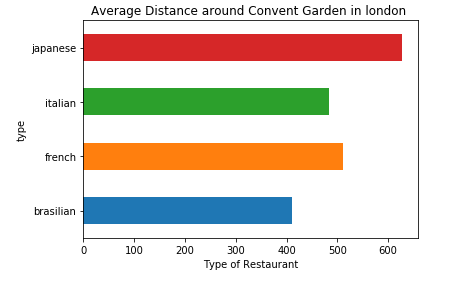 Average Distance around Convent Garden in london
japanese
italian
french
brasilian
type
0 100 200 300 400 500 600
Type of Restaurant